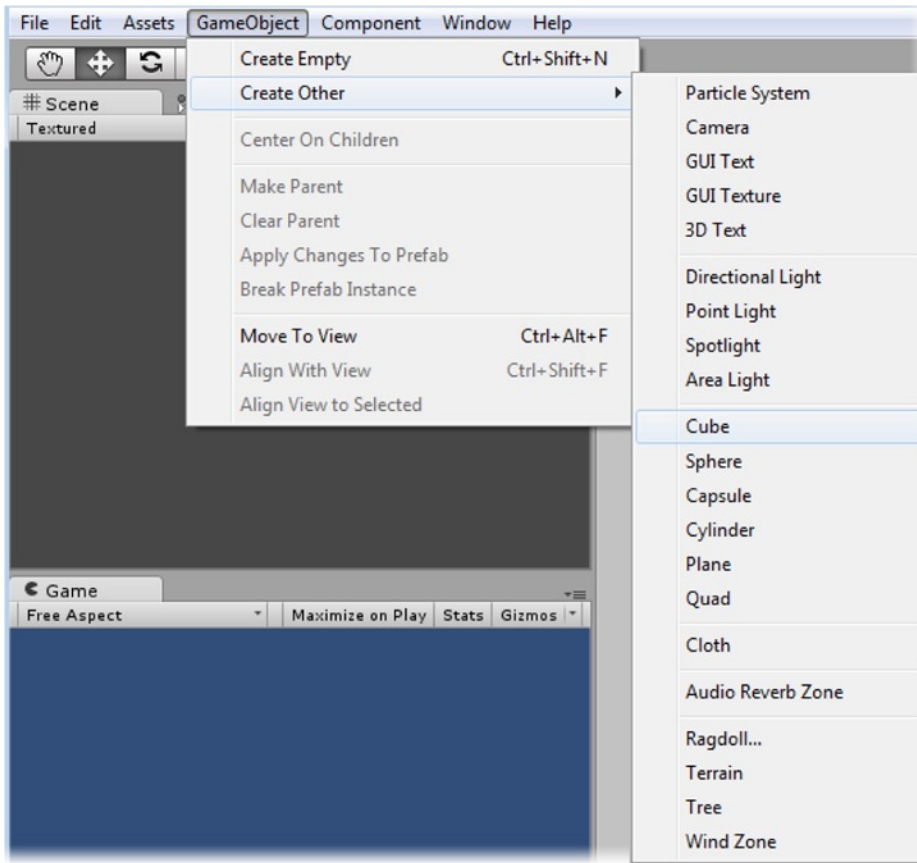 File Edit Assets GameObject Component Window Help
Create Empty Ctrl+Shift+N
Create Other
Center On Children
Make Parent
Clear Parent
Apply Changes To Prefab
Break Prefab Instance
Move To View Ctrl+Alt+F
Align With View Ctrl+Shift+F
Align View to Selected
Particle System
Camera
GUI Text
GUI Texture
3D Text
Directional Light
Point Light
Spotlight
Area Light
Cube
Sphere
Capsule
Cylinder
Plane
Quad
Cloth
Audio Reverb Zone
Ragdoll...
Terrain
Tree
Wind Zone
Scene
Textured
Game
Free Aspect Maximize on Play Stats Gizmos